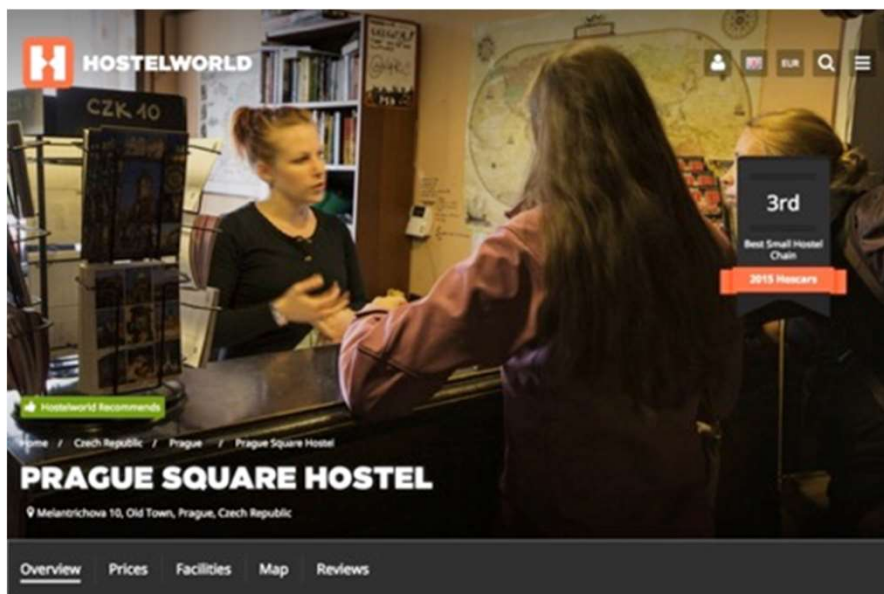 HOSTELWORLD
EUR
CZK 10
3rd
Best Small Hostel
Chain
2015 Hoscars
Hostelworld Recommends
Home / Czech Republic / Prague / Prague Square Hostel
PRAGUE SQUARE HOSTEL
Melantrichova 10, Old Town, Prague, Czech Republic
Overview Prices Facilities Map Reviews